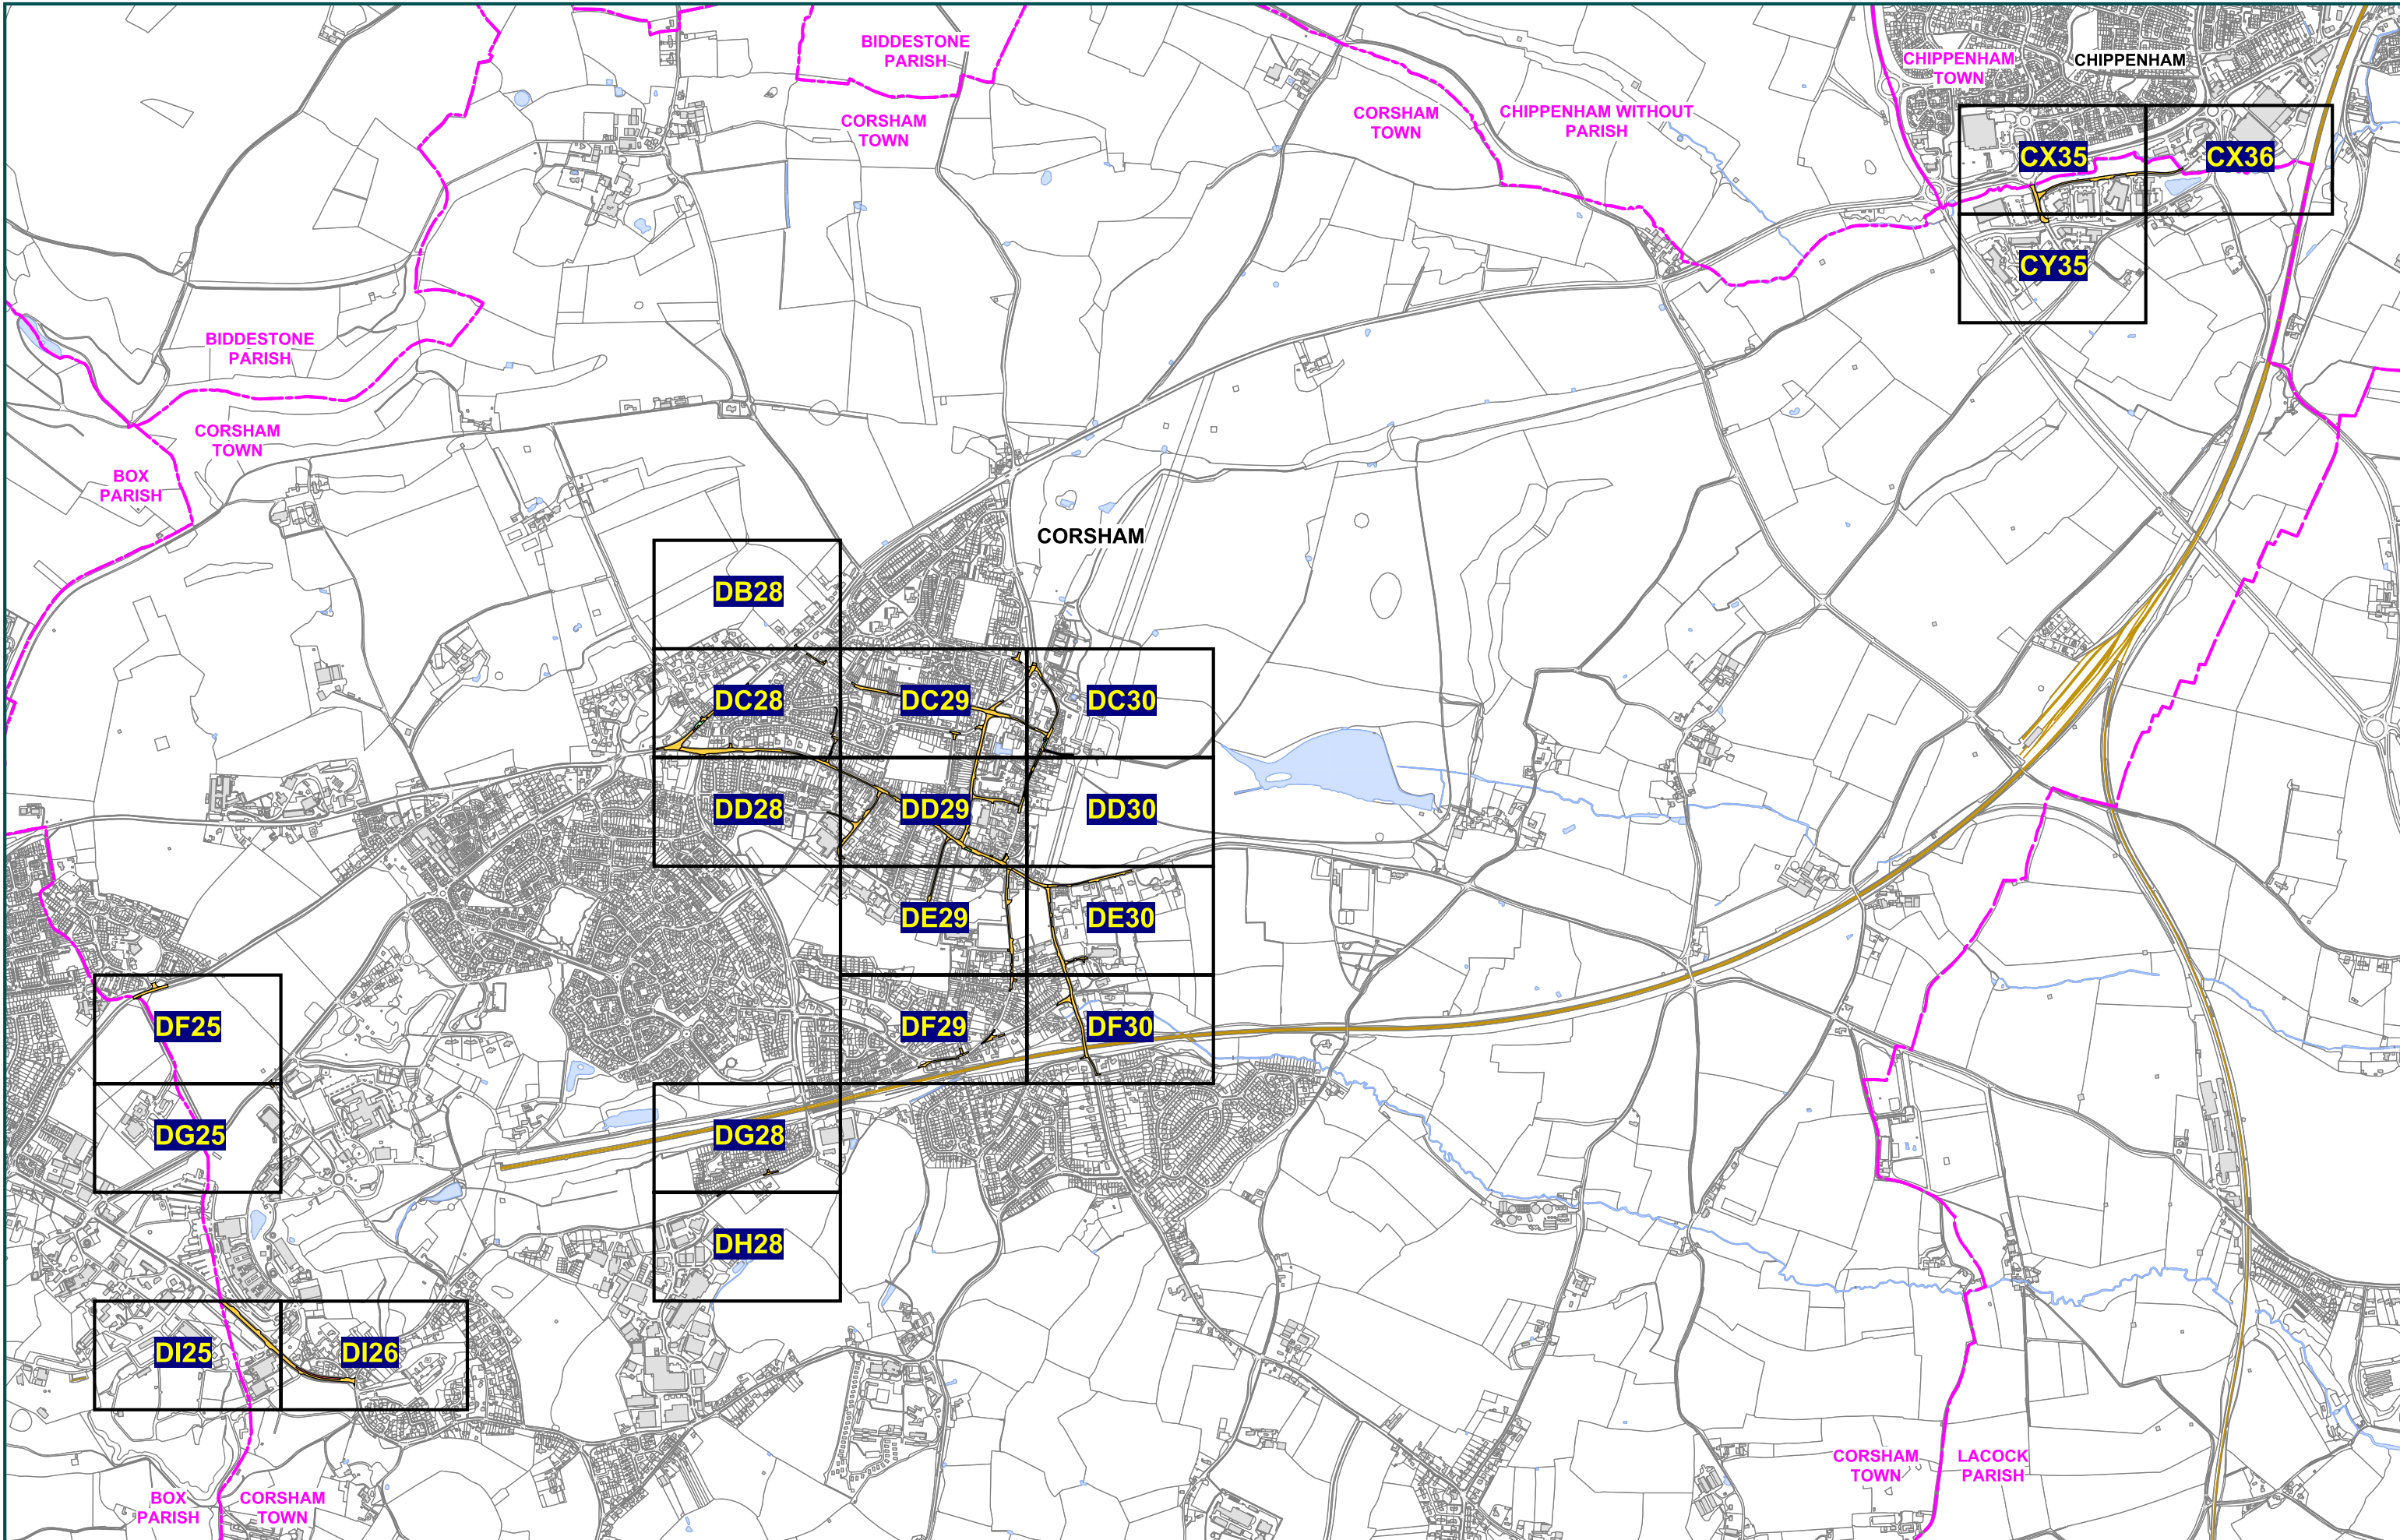 BIDDESTONE
PARISH
CORSHAM
TOWN
CORSHAM
TOWN
CHIPPENHAM WITHOUT
PARISH
CHIPPENHAM
TOWN
CHIPPENHAM
CX35
CX36
CY35
BIDDESTONE
PARISH
CORSHAM
TOWN
BOX
PARISH
CORSHAM
DB28
DC28
DC29
DC30
DD28
DD29
DD30
DE29
DE30
DF25
DF29
DF30
DG25
DG28
DH28
DI25
DI26
BOX
PARISH
CORSHAM
TOWN
CORSHAM
TOWN
LACOCK
PARISH